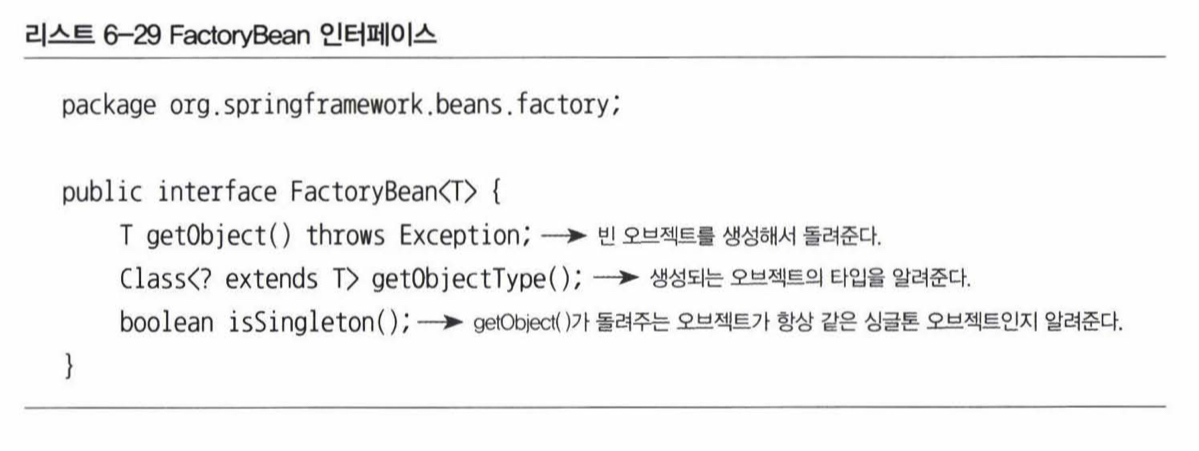 리스트 6-29 FactoryBean 인터페이스
package org.springframework.beans.factory;
public interface FactoryBean<T> {
T getObject() throws Exception; → 빈 오브젝트를 생성해서 돌려준다.
Class<? extends T> getObjectType(); → 생성되는 오브젝트의 타입을 알려준다.
boolean isSingleton(); → getObject()가 돌려주는 오브젝트가 항상 같은 싱글톤 오브젝트인지 알려준다.
}